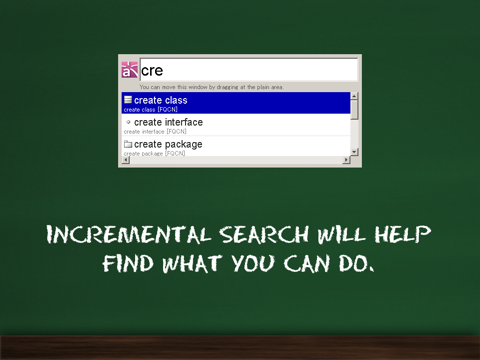 cre
You can move this window by dragging at the plain area.
create class
create class [FQCN]
create interface
create interface [FQCN]
create package
create package [FQCN]
INCREMENTAL SEARCH WILL HELP
FIND WHAT YOU CAN DO.